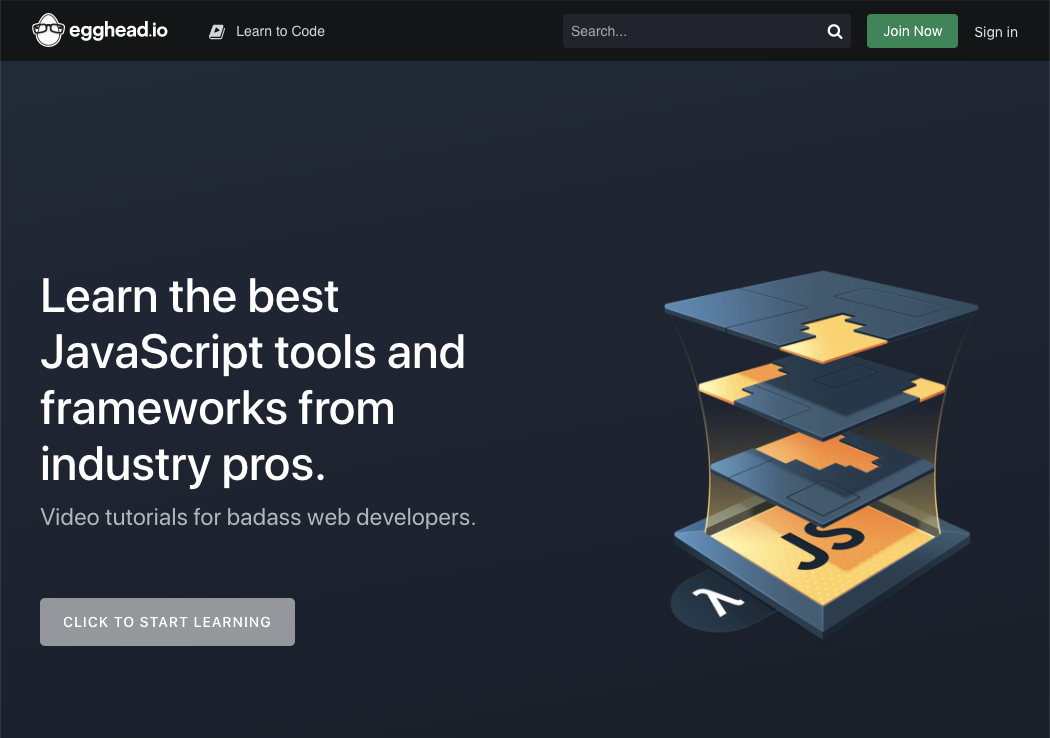 egghead.io
Learn to Code
Search...
Join Now
Sign in
Learn the best
JavaScript tools and
frameworks from
industry pros.
Video tutorials for badass web developers.
CLICK TO START LEARNING
JS
λ